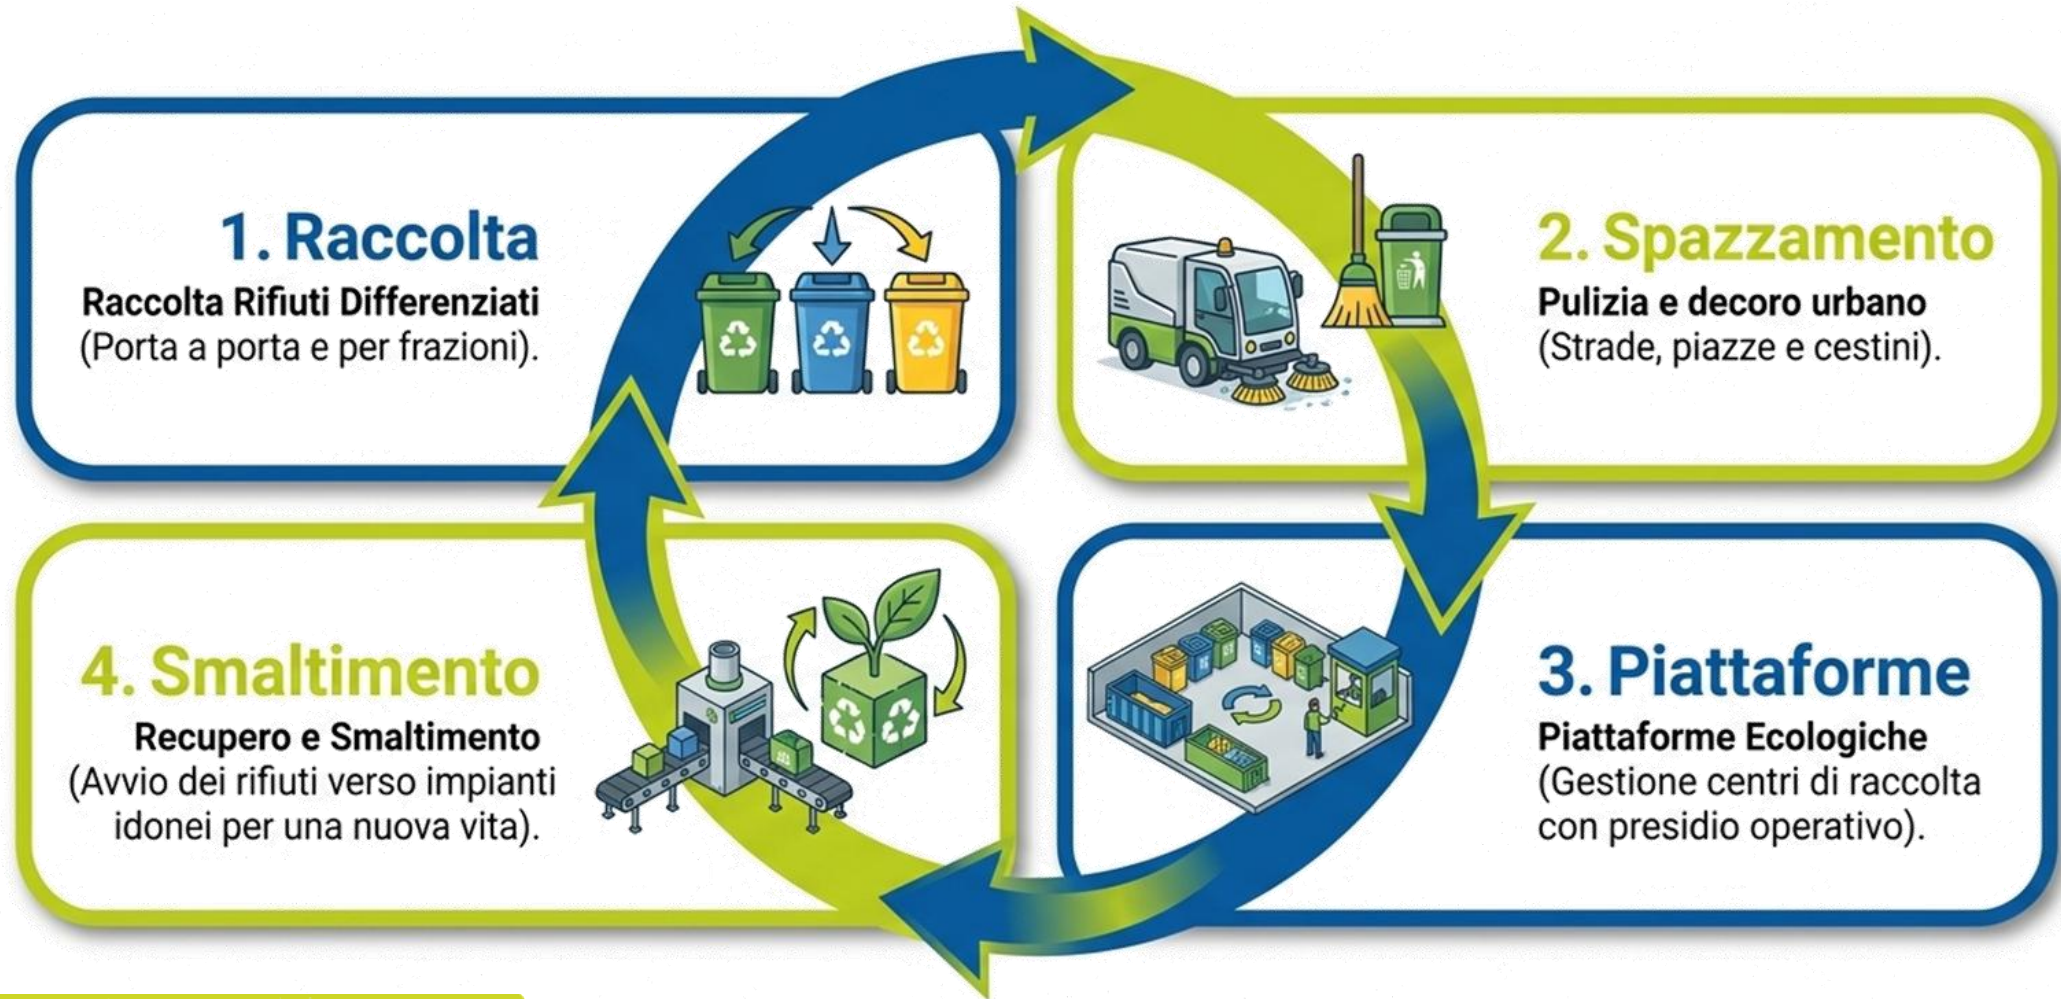 1. Raccolta
Raccolta Rifiuti Differenziati
(Porta a porta e per frazioni).
2. Spazzamento
Pulizia e decoro urbano
(Strade, piazze e cestini).
3. Piattaforme
Piattaforme Ecologiche
(Gestione centri di raccolta
con presidio operativo).
4. Smaltimento
Recupero e Smaltimento
(Avvio dei rifiuti verso impianti
idonei per una nuova vita).